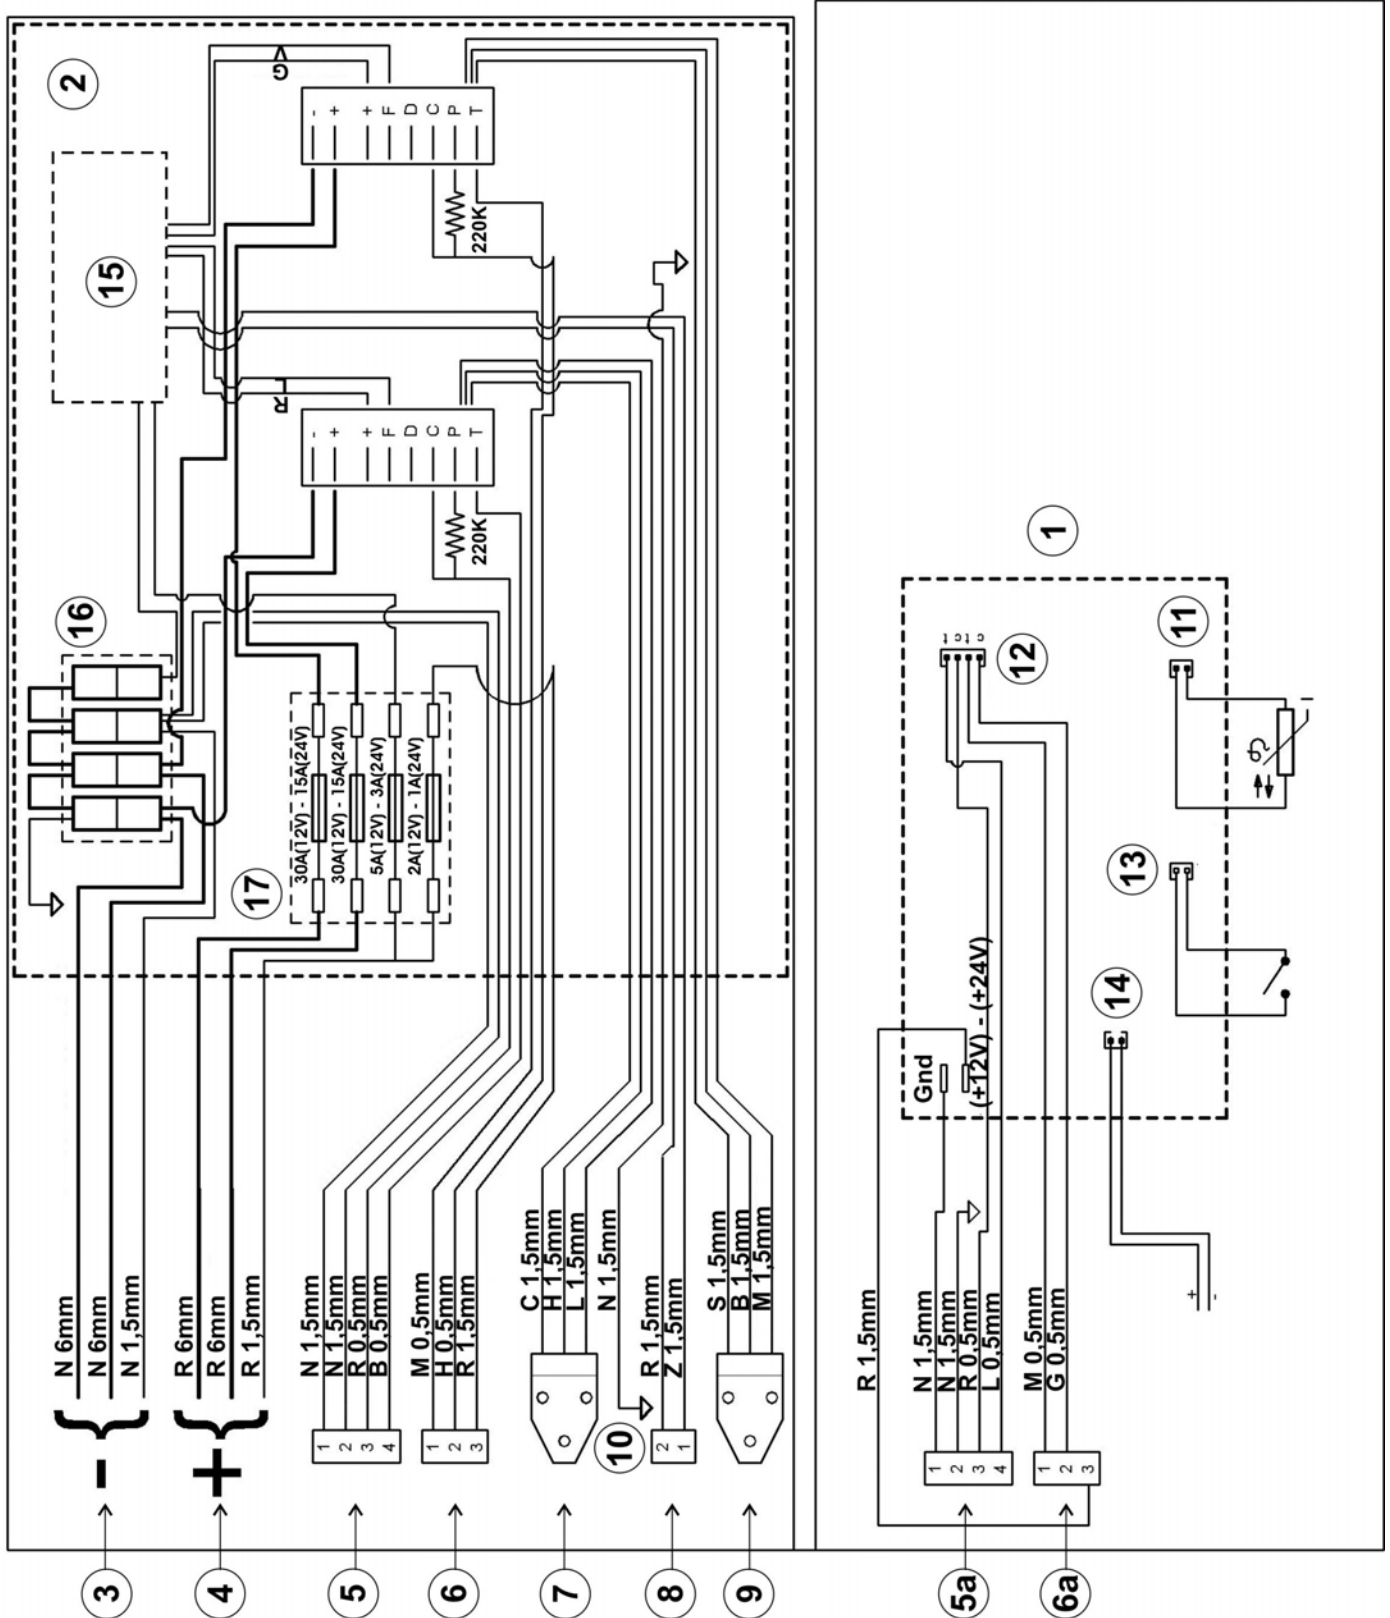 3
-
N 6mm
N 6mm
N 1,5mm
4
+
R 6mm
R 6mm
R 1,5mm
5
1
2
3
4
N 1,5mm
N 1,5mm
R 0,5mm
B 0,5mm
6
1
2
3
M 0,5mm
H 0,5mm
R 1,5mm
7
C 1,5mm
H 1,5mm
L 1,5mm
10
N 1,5mm
8
2
1
R 1,5mm
Z 1,5mm
9
S 1,5mm
B 1,5mm
M 1,5mm
16
17
30A(12V) - 15A(24V)
30A(12V) - 15A(24V)
5A(12V) - 3A(24V)
2A(12V) - 1A(24V)
15
2
R
L
-
+
+
F
D
C
P
T
220K
G
V
-
+
+
F
D
C
P
T
220K
5a
R 1,5mm
1
2
3
4
N 1,5mm
N 1,5mm
R 0,5mm
L 0,5mm
6a
1
2
3
M 0,5mm
G 0,5mm
+
-
Gnd
(+12V) - (+24V)
14
13
12
t
c
t
c
11
1